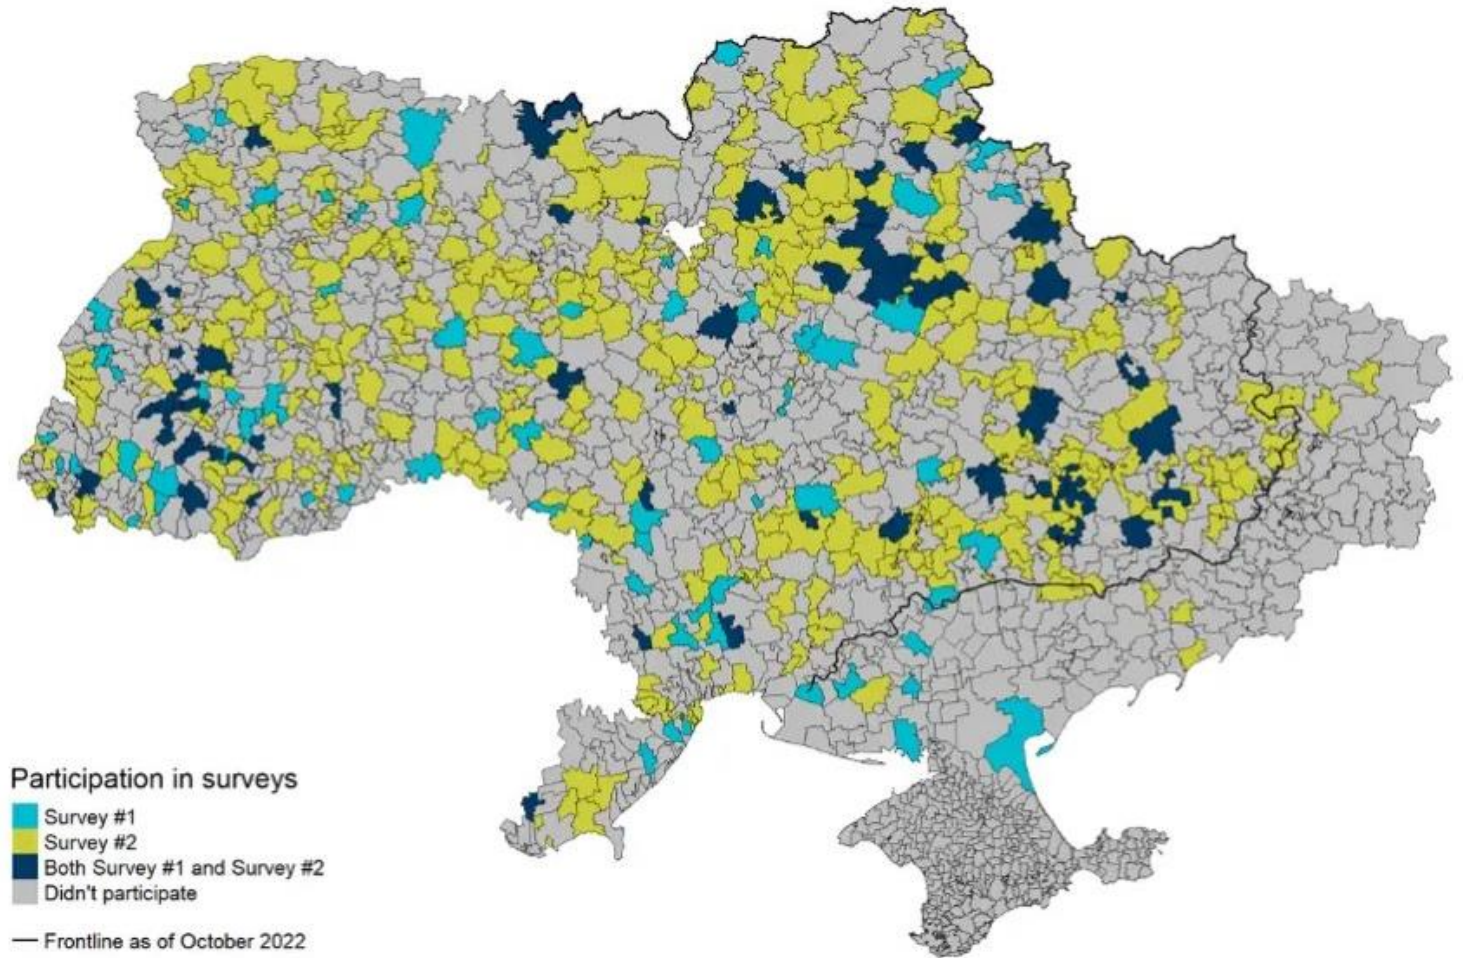 Participation in surveys
Survey #1
Survey #2
Both Survey #1 and Survey #2
Didn't participate
Frontline as of October 2022